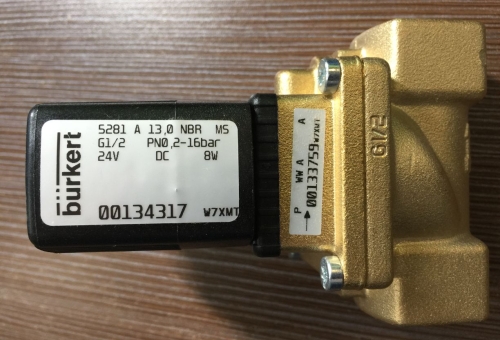 bürkert
5281 A 13,0 NBR MS
G1/2 PN0,2-16bar
24V DC 8W
00134317 W7XMT
P WW A A
→ 00133759 W7XMT
G1/2